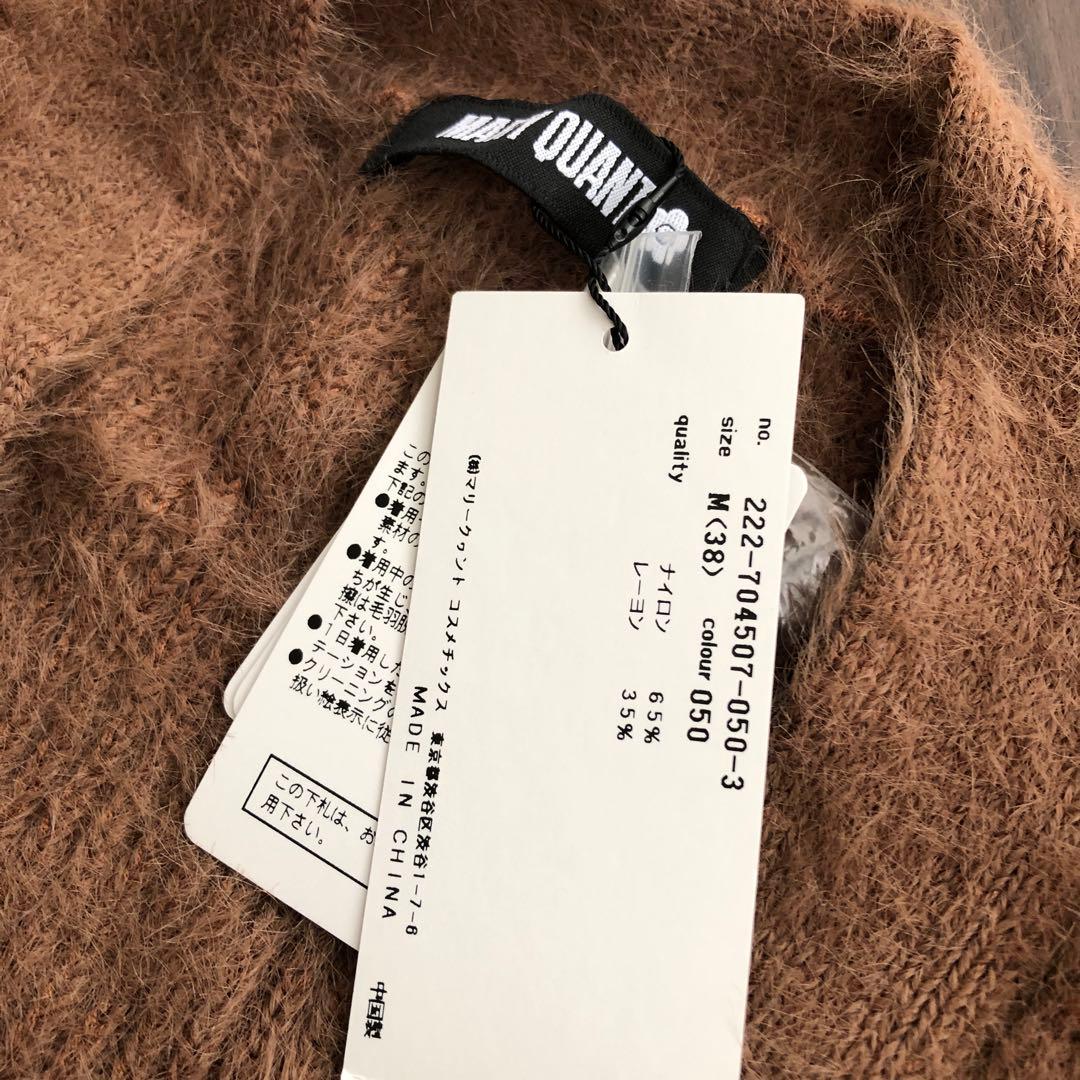 MARY QUANT
no. 222-704507-050-3
size M(38) colour 050
quality ナイロン 65%
レーヨン 35%
(株)マリークヮント コスメチックス 東京都渋谷区渋谷1-7-6
MADE IN CHINA 中国製
この
ます。の
下記の
●着用
素材の
す。
●着用中の
ちが生じ
擦は毛羽脱
下さい。
●1日着用した
テーションを
●クリーニングの
扱い絵表示に従
この下札は、お
用下さい。